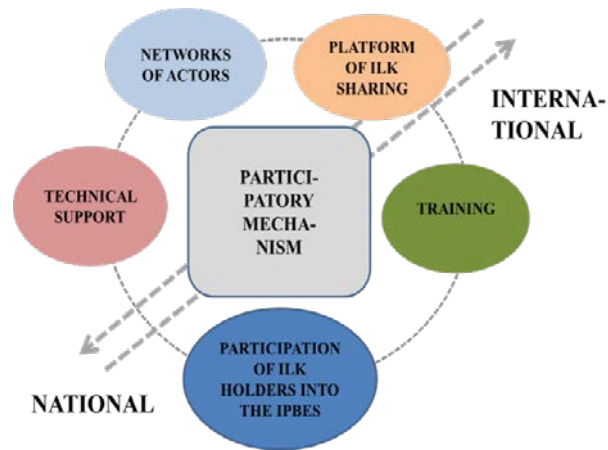 NETWORKS
OF ACTORS
PLATFORM
OF ILK
SHARING
INTERNA-
TIONAL
TECHNICAL
SUPPORT
PARTICI-
PATORY
MECHA-
NISM
TRAINING
PARTICIPATION
OF ILK
HOLDERS INTO
THE IPBES
NATIONAL